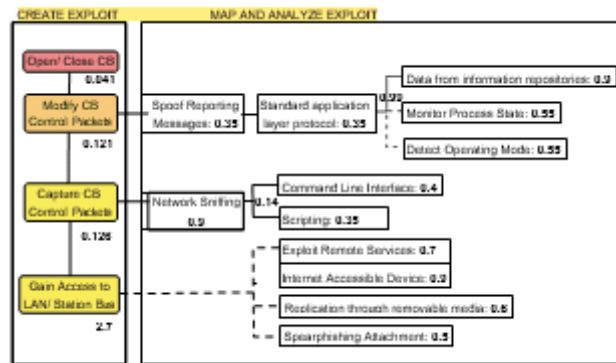 CREATE EXPLOIT
MAP AND ANALYZE EXPLOIT
Open/ Close CB
0.041
Modify CB
Control Packets
0.121
Capture CB
Control Packets
0.126
Gain Access to
LAN/ Station Bus
2.7
Spoof Reporting
Messages: 0.35
Standard application
layer protocol: 0.35
0.99
Data from information repositories: 0.9
Monitor Process State: 0.55
Detect Operating Mode: 0.55
Network Sniffing
0.9
0.14
Command Line Interface: 0.4
Scripting: 0.35
Exploit Remote Services: 0.7
Internet Accessible Device: 0.9
Replication through removable media: 0.6
Spearphishing Attachment: 0.5